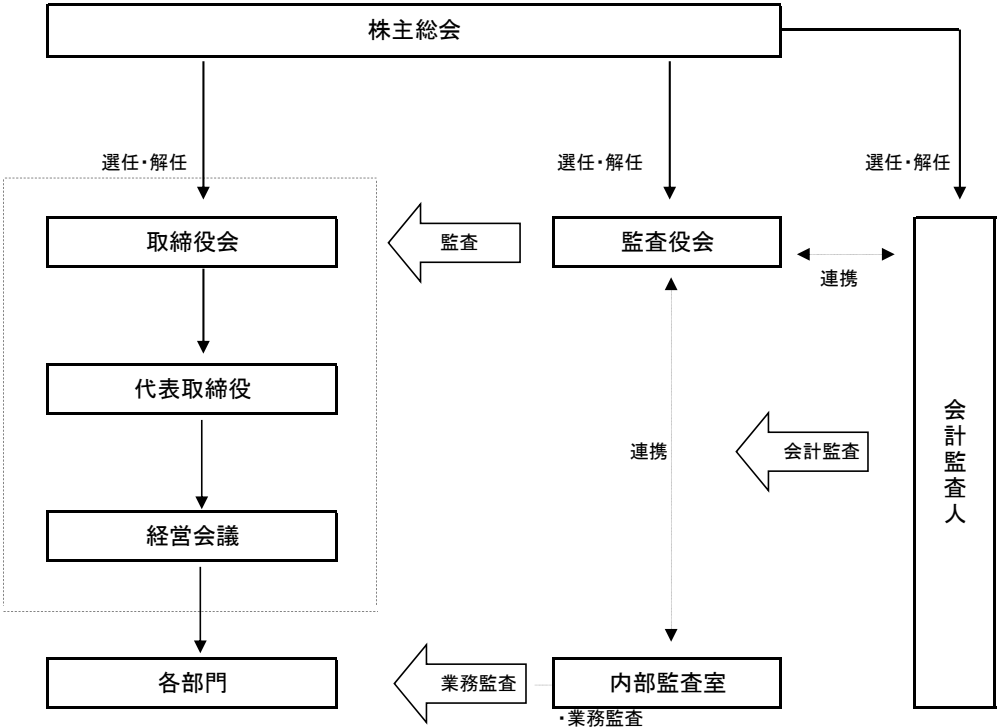 株主総会
選任・解任
選任・解任
選任・解任
取締役会
監査
監査役会
連携
代表取締役
会計監査人
連携
会計監査
経営会議
各部門
業務監査
内部監査室
・業務監査